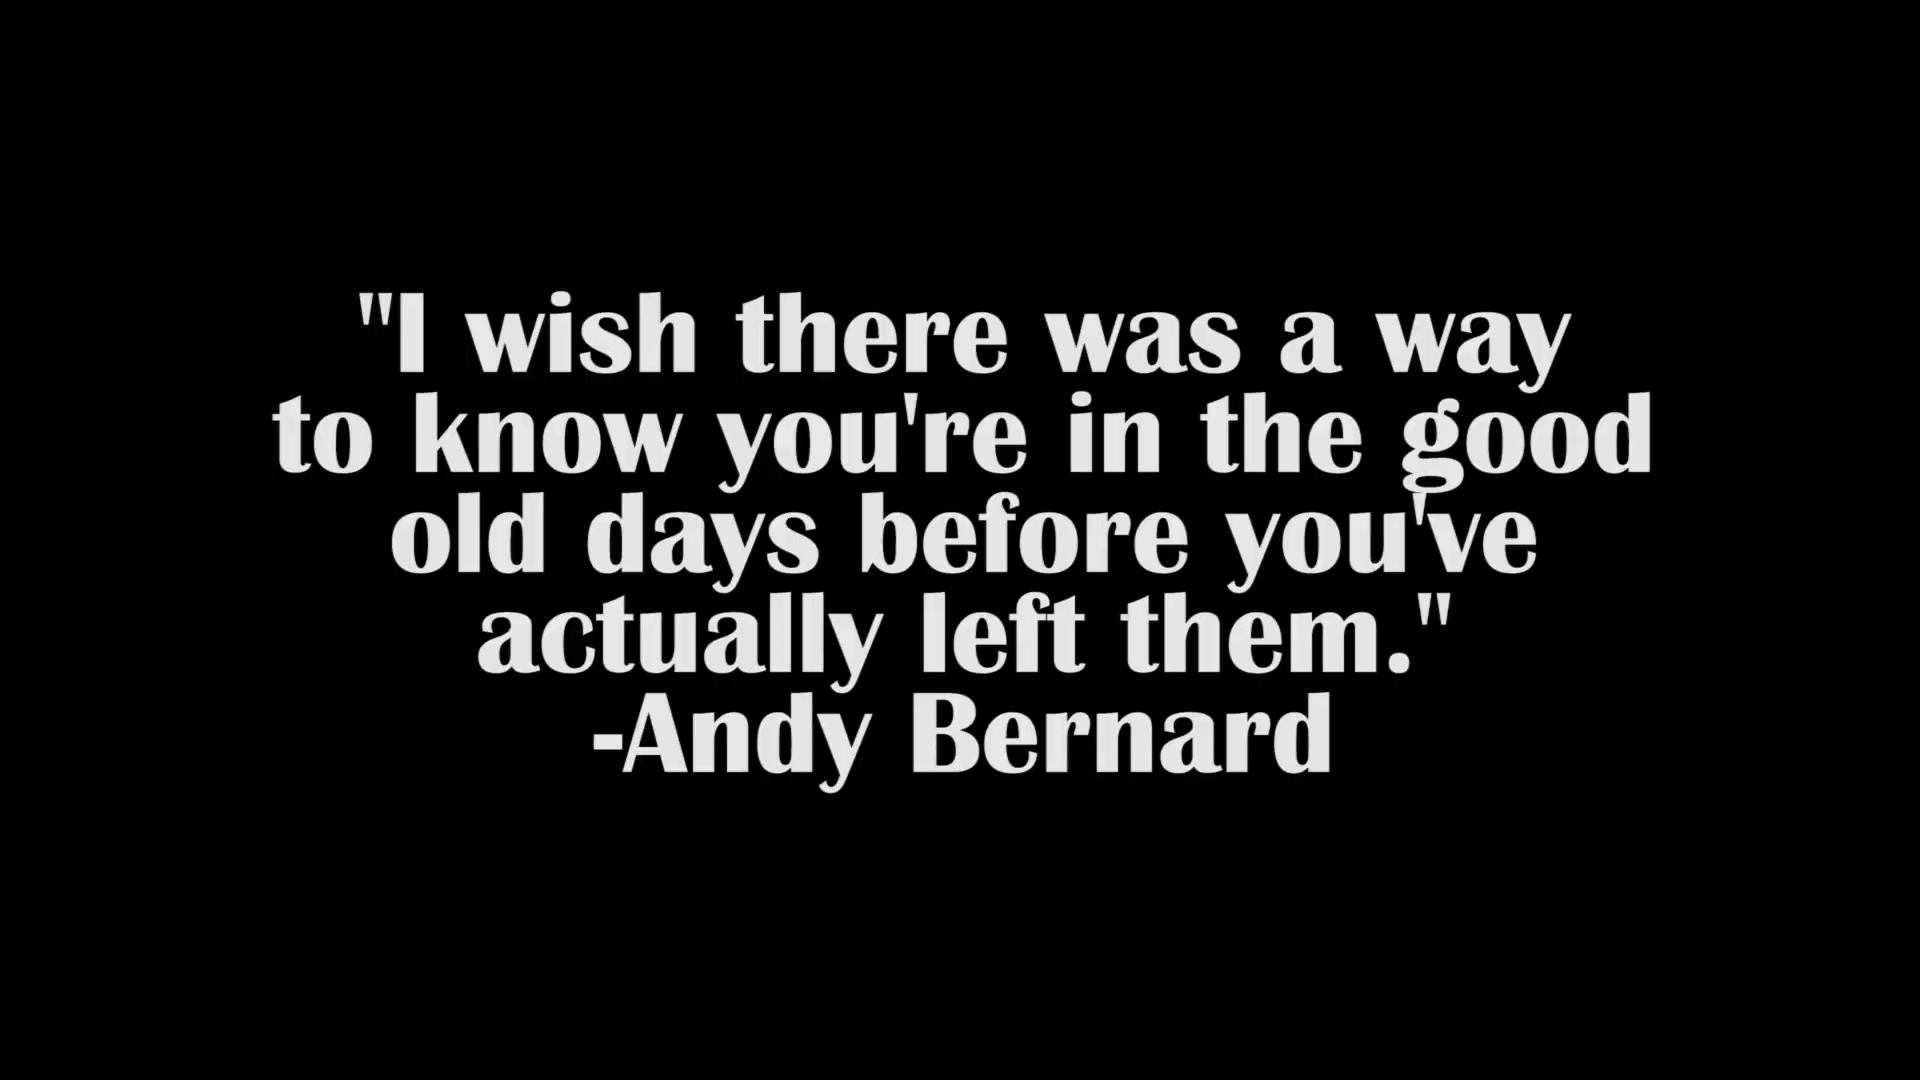 "I wish there was a way
to know you're in the good
old days before you've
actually left them."
-Andy Bernard